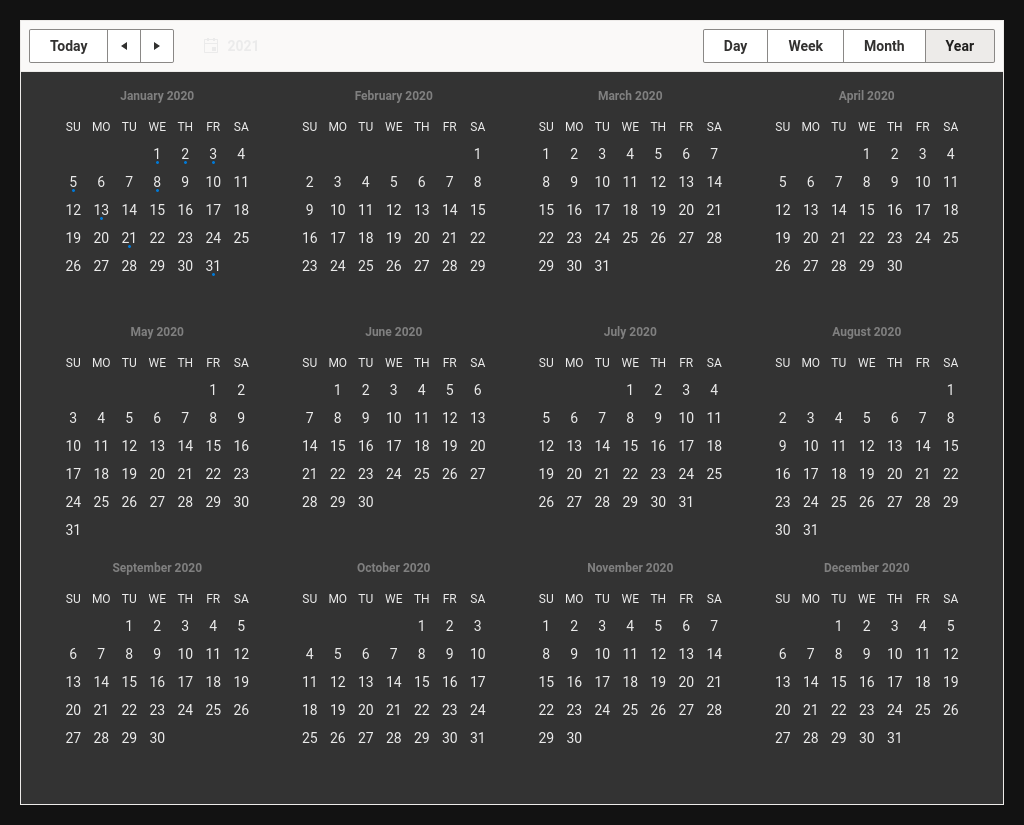 Today 2021 Day Week Month Year
January 2020 February 2020 March 2020 April 2020
SU MO TU WE TH FR SA SU MO TU WE TH FR SA SU MO TU WE TH FR SA SU MO TU WE TH FR SA
1 2 3 4 1 1 2 3 4 5 6 7 1 2 3 4
5 6 7 8 9 10 11 2 3 4 5 6 7 8 8 9 10 11 12 13 14 5 6 7 8 9 10 11
12 13 14 15 16 17 18 9 10 11 12 13 14 15 15 16 17 18 19 20 21 12 13 14 15 16 17 18
19 20 21 22 23 24 25 16 17 18 19 20 21 22 22 23 24 25 26 27 28 19 20 21 22 23 24 25
26 27 28 29 30 31 23 24 25 26 27 28 29 29 30 31 26 27 28 29 30
May 2020 June 2020 July 2020 August 2020
SU MO TU WE TH FR SA SU MO TU WE TH FR SA SU MO TU WE TH FR SA SU MO TU WE TH FR SA
1 2 1 2 3 4 5 6 1 2 3 4 1
3 4 5 6 7 8 9 7 8 9 10 11 12 13 5 6 7 8 9 10 11 2 3 4 5 6 7 8
10 11 12 13 14 15 16 14 15 16 17 18 19 20 12 13 14 15 16 17 18 9 10 11 12 13 14 15
17 18 19 20 21 22 23 21 22 23 24 25 26 27 19 20 21 22 23 24 25 16 17 18 19 20 21 22
24 25 26 27 28 29 30 28 29 30 26 27 28 29 30 31 23 24 25 26 27 28 29
31 30 31
September 2020 October 2020 November 2020 December 2020
SU MO TU WE TH FR SA SU MO TU WE TH FR SA SU MO TU WE TH FR SA SU MO TU WE TH FR SA
1 2 3 4 5 1 2 3 1 2 3 4 5 6 7 1 2 3 4 5
6 7 8 9 10 11 12 4 5 6 7 8 9 10 8 9 10 11 12 13 14 6 7 8 9 10 11 12
13 14 15 16 17 18 19 11 12 13 14 15 16 17 15 16 17 18 19 20 21 13 14 15 16 17 18 19
20 21 22 23 24 25 26 18 19 20 21 22 23 24 22 23 24 25 26 27 28 20 21 22 23 24 25 26
27 28 29 30 25 26 27 28 29 30 31 29 30 27 28 29 30 31